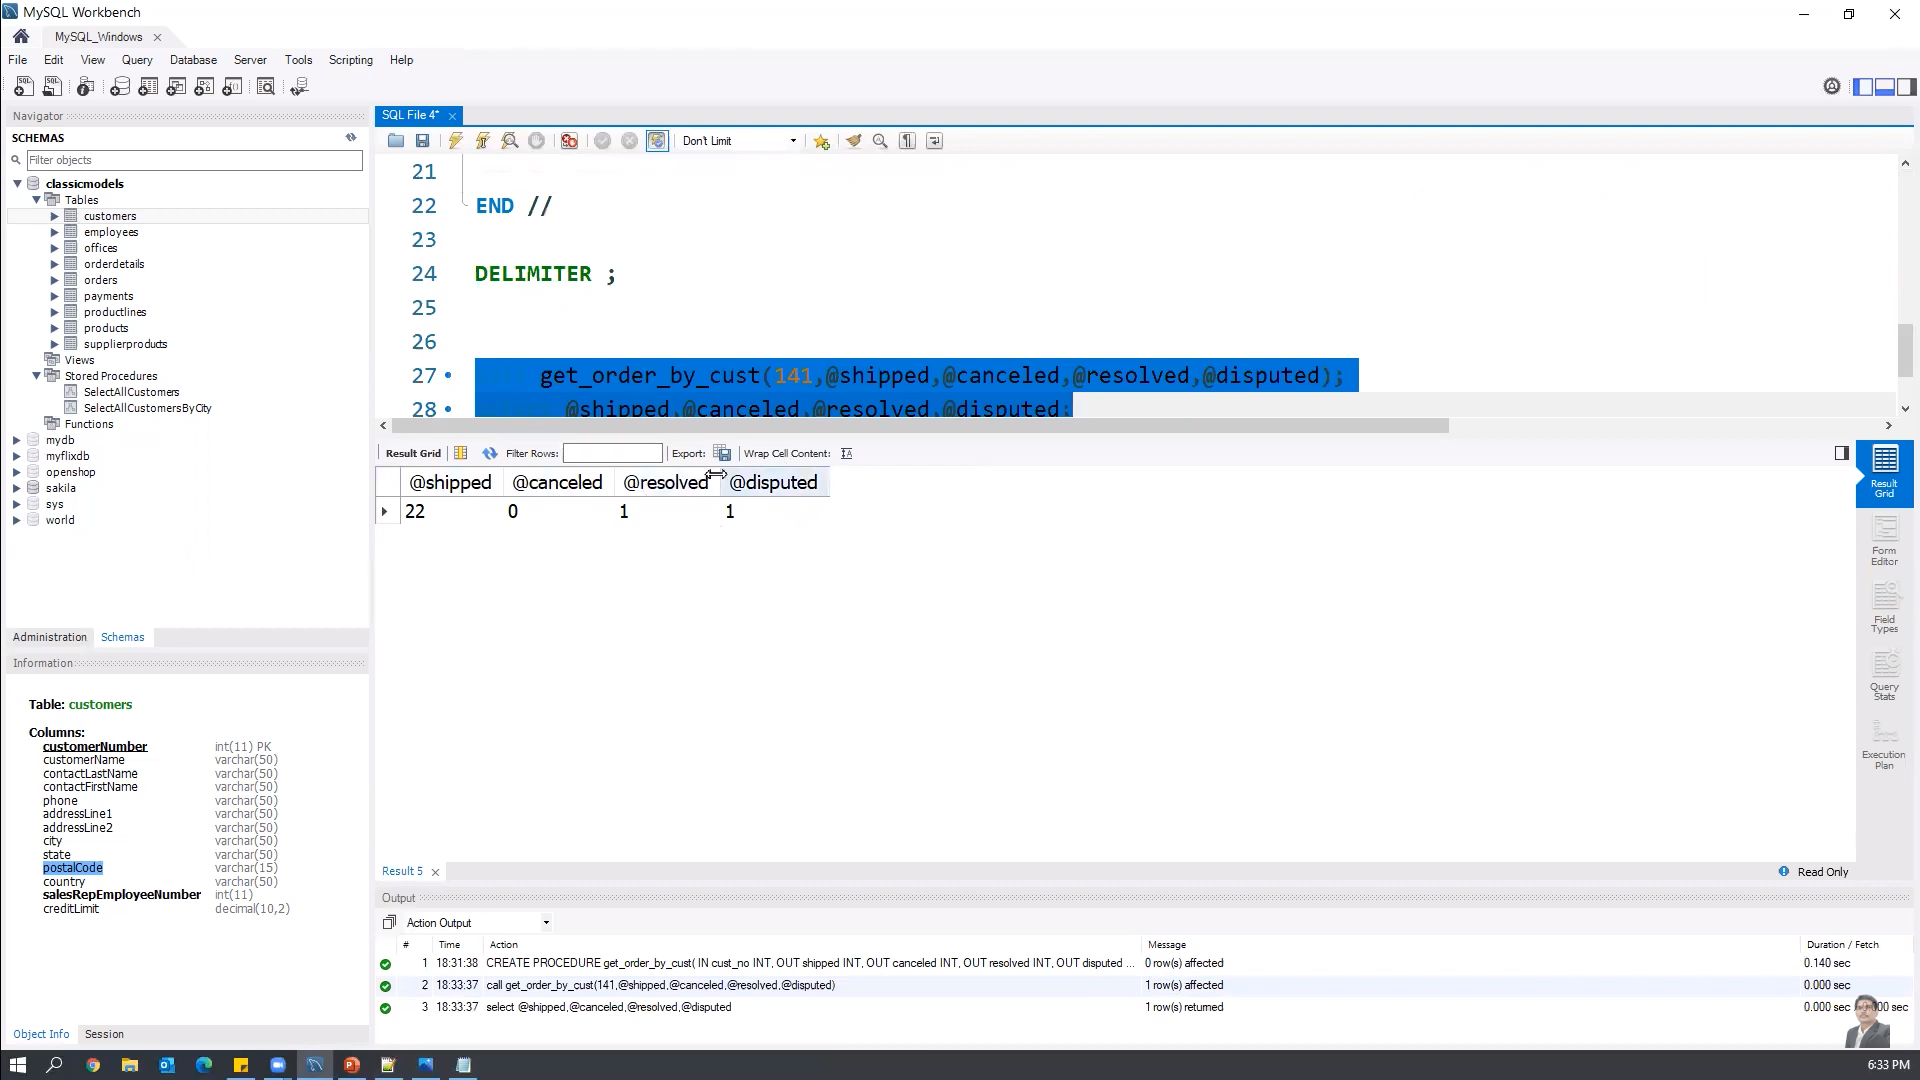 MySQL Workbench
MySQL_Windows
File Edit View Query Database Server Tools Scripting Help
Navigator
SCHEMAS
Filter objects
classicmodels
Tables
customers
employees
offices
orderdetails
orders
payments
productlines
products
supplierproducts
Views
Stored Procedures
SelectAllCustomers
SelectAllCustomersByCity
Functions
mydb
myflixdb
openshop
sakila
sys
world
Administration Schemas
Information
Table: customers
Columns:
customerNumber int(11) PK
customerName varchar(50)
contactLastName varchar(50)
contactFirstName varchar(50)
phone varchar(50)
addressLine1 varchar(50)
addressLine2 varchar(50)
city varchar(50)
state varchar(50)
postalCode varchar(15)
country varchar(50)
salesRepEmployeeNumber int(11)
creditLimit decimal(10,2)
Object Info Session
SQL File 4*
Don't Limit
21
22 END //
23
24 DELIMITER ;
25
26
27 get_order_by_cust(141,@shipped,@canceled,@resolved,@disputed);
28 @shipped,@canceled,@resolved,@disputed;
Result Grid Filter Rows: Export: Wrap Cell Content:
@shipped @canceled @resolved @disputed
22 0 1 1
Result Grid
Form Editor
Field Types
Query Stats
Execution Plan
Result 5 Read Only
Output
Action Output
# Time Action Message Duration / Fetch
1 18:31:38 CREATE PROCEDURE get_order_by_cust( IN cust_no INT, OUT shipped INT, OUT canceled INT, OUT resolved INT, OUT disputed ... 0 row(s) affected 0.140 sec
2 18:33:37 call get_order_by_cust(141,@shipped,@canceled,@resolved,@disputed) 1 row(s) affected 0.000 sec
3 18:33:37 select @shipped,@canceled,@resolved,@disputed 1 row(s) returned 0.000 sec
6:33 PM